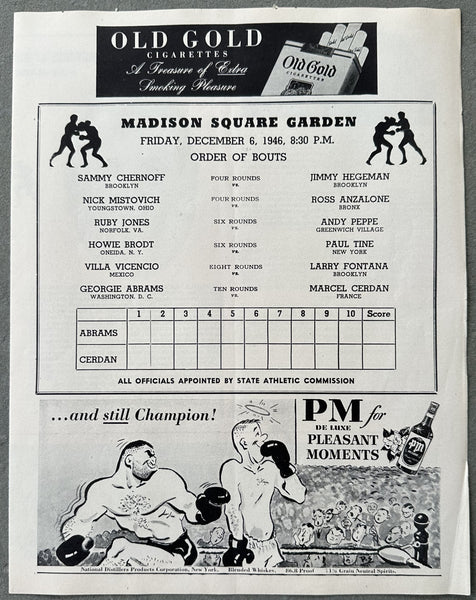 OLD GOLD
CIGARETTES
A Treasure of Extra
Smoking Pleasure
Old Gold
CIGARETTES
MADISON SQUARE GARDEN
FRIDAY, DECEMBER 6, 1946, 8:30 P.M.
ORDER OF BOUTS
SAMMY CHERNOFF FOUR ROUNDS JIMMY HEGEMAN
BROOKLYN vs. BROOKLYN
NICK MISTOVICH FOUR ROUNDS ROSS ANZALONE
YOUNGSTOWN, OHIO vs. BRONX
RUBY JONES SIX ROUNDS ANDY PEPPE
NORFOLK, VA. vs. GREENWICH VILLAGE
HOWIE BRODT SIX ROUNDS PAUL TINE
ONEIDA, N. Y. vs. NEW YORK
VILLA VICENCIO EIGHT ROUNDS LARRY FONTANA
MEXICO vs. BROOKLYN
GEORGIE ABRAMS TEN ROUNDS MARCEL CERDAN
WASHINGTON, D. C. vs. FRANCE
1 2 3 4 5 6 7 8 9 10 Score
ABRAMS
CERDAN
ALL OFFICIALS APPOINTED BY STATE ATHLETIC COMMISSION
...and still Champion!
PM for
DE LUXE
PLEASANT
MOMENTS
PM
National Distillers Products Corporation, New York. Blended Whiskey. 86.8 Proof Grain Neutral Spirits.